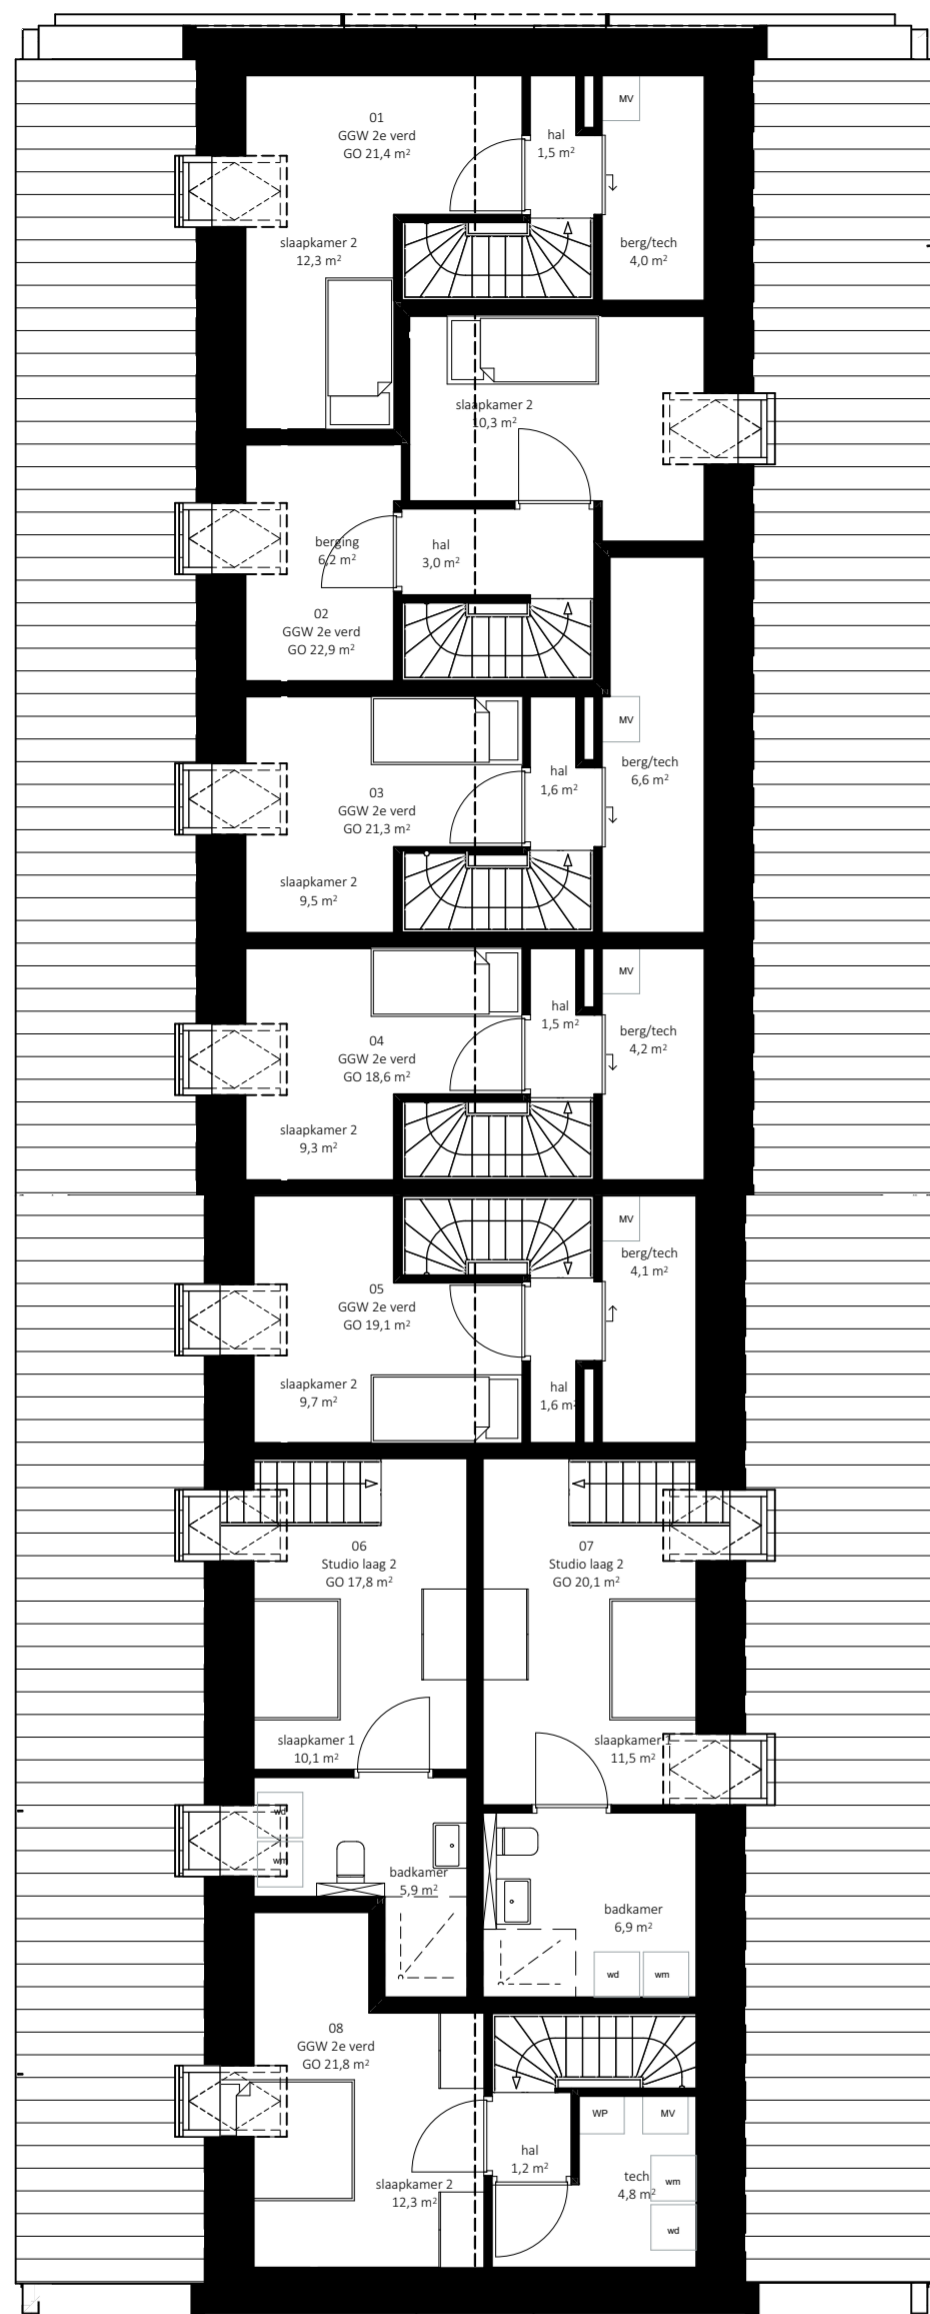 01
GGW 2e verd
GO 21,4 m²
hal
1,5 m²
MV
slaapkamer 2
12,3 m²
berg/tech
4,0 m²
slaapkamer 2
10,3 m²
berging
6,2 m²
hal
3,0 m²
02
GGW 2e verd
GO 22,9 m²
MV
hal
1,6 m²
berg/tech
6,6 m²
03
GGW 2e verd
GO 21,3 m²
slaapkamer 2
9,5 m²
MV
hal
1,5 m²
berg/tech
4,2 m²
04
GGW 2e verd
GO 18,6 m²
slaapkamer 2
9,3 m²
MV
berg/tech
4,1 m²
05
GGW 2e verd
GO 19,1 m²
slaapkamer 2
9,7 m²
hal
1,6 m²
06
Studio laag 2
GO 17,8 m²
07
Studio laag 2
GO 20,1 m²
slaapkamer 1
10,1 m²
slaapkamer 1
11,5 m²
wd
wm
badkamer
5,9 m²
badkamer
6,9 m²
wd
wm
08
GGW 2e verd
GO 21,8 m²
WP
MV
hal
1,2 m²
tech
4,8 m²
wm
wd
slaapkamer 2
12,3 m²